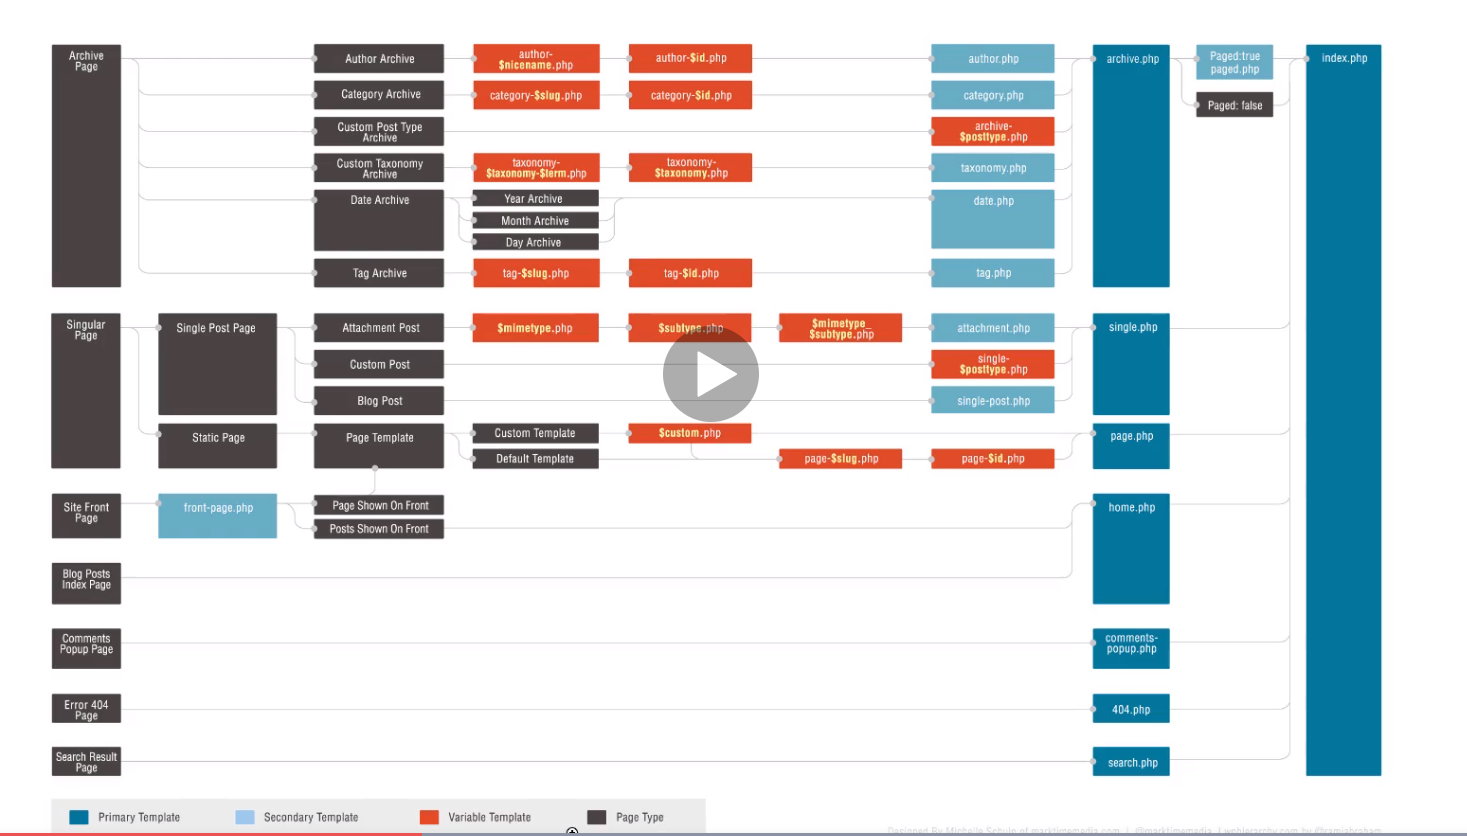 Archive
Page
Author Archive
author-
$nicename.php
author-$id.php
author.php
archive.php
Paged:true
paged.php
index.php
Category Archive
category-$slug.php
category-$id.php
category.php
Paged: false
Custom Post Type
Archive
archive-
$posttype.php
Custom Taxonomy
Archive
taxonomy-
$taxonomy-$term.php
taxonomy-
$taxonomy.php
taxonomy.php
Date Archive
Year Archive
Month Archive
Day Archive
date.php
Tag Archive
tag-$slug.php
tag-$id.php
tag.php
Singular
Page
Single Post Page
Attachment Post
$mimetype.php
$subtype.php
$mimetype_
$subtype.php
attachment.php
single.php
Custom Post
single-
$posttype.php
Blog Post
single-post.php
Static Page
Page Template
Custom Template
$custom.php
page.php
Default Template
page-$slug.php
page-$id.php
Site Front
Page
front-page.php
Page Shown On Front
Posts Shown On Front
home.php
Blog Posts
Index Page
Comments
Popup Page
comments-
popup.php
Error 404
Page
404.php
Search Result
Page
search.php
Primary Template
Secondary Template
Variable Template
Page Type